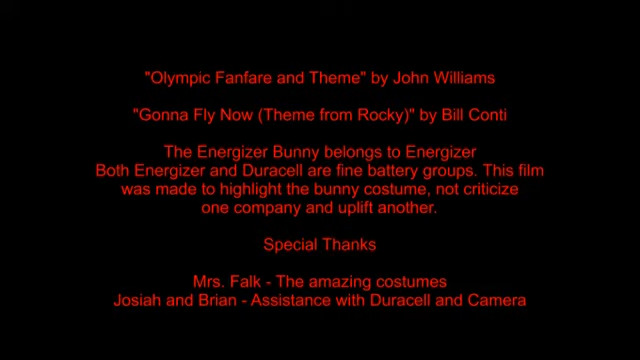 "Olympic Fanfare and Theme" by John Williams
"Gonna Fly Now (Theme from Rocky)" by Bill Conti
The Energizer Bunny belongs to Energizer
Both Energizer and Duracell are fine battery groups. This film
was made to highlight the bunny costume, not criticize
one company and uplift another.
Special Thanks
Mrs. Falk - The amazing costumes
Josiah and Brian - Assistance with Duracell and Camera